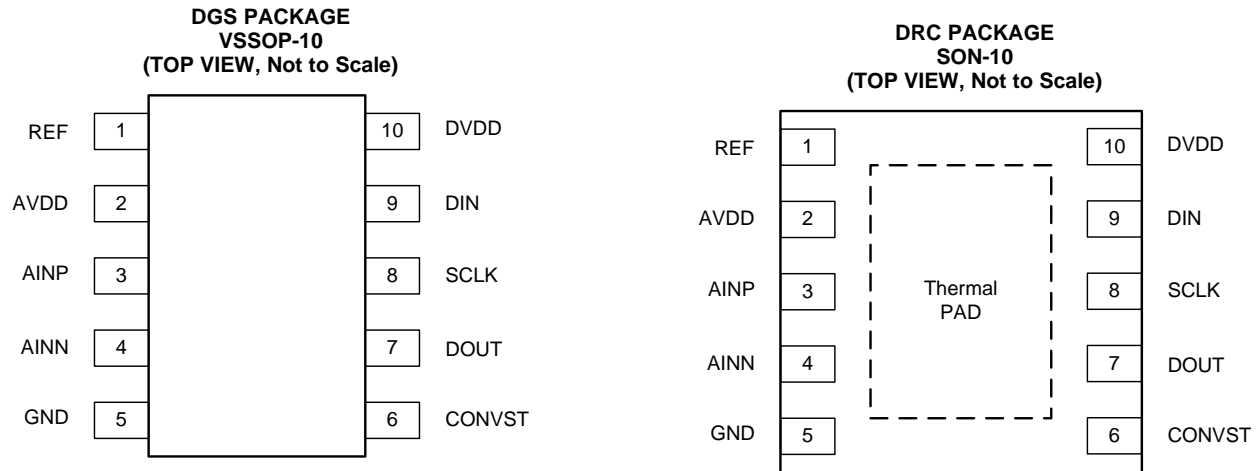 DGS PACKAGE
VSSOP-10
(TOP VIEW, Not to Scale)
REF 1 10 DVDD
AVDD 2 9 DIN
AINP 3 8 SCLK
AINN 4 7 DOUT
GND 5 6 CONVST
DRC PACKAGE
SON-10
(TOP VIEW, Not to Scale)
REF 1 10 DVDD
AVDD 2 9 DIN
AINP 3 Thermal 8 SCLK
PAD
AINN 4 7 DOUT
GND 5 6 CONVST